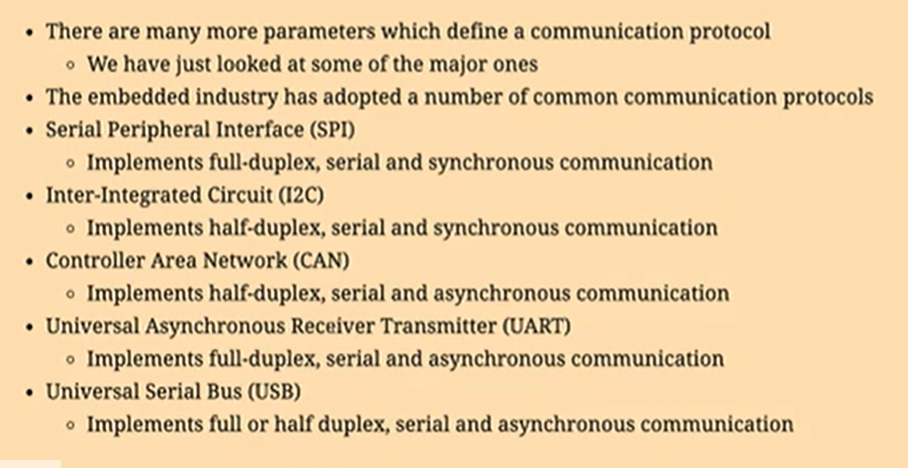 • There are many more parameters which define a communication protocol
◦ We have just looked at some of the major ones
• The embedded industry has adopted a number of common communication protocols
• Serial Peripheral Interface (SPI)
◦ Implements full-duplex, serial and synchronous communication
• Inter-Integrated Circuit (I2C)
◦ Implements half-duplex, serial and synchronous communication
• Controller Area Network (CAN)
◦ Implements half-duplex, serial and asynchronous communication
• Universal Asynchronous Receiver Transmitter (UART)
◦ Implements full-duplex, serial and asynchronous communication
• Universal Serial Bus (USB)
◦ Implements full or half duplex, serial and asynchronous communication